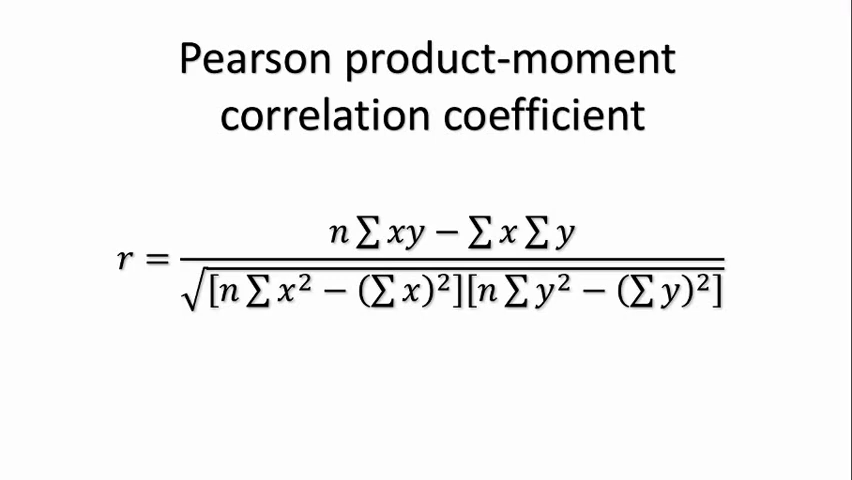 Pearson product-moment
correlation coefficient
r = n ∑ xy − ∑ x ∑ y / √[n ∑ x² − (∑ x)²][n ∑ y² − (∑ y)²]